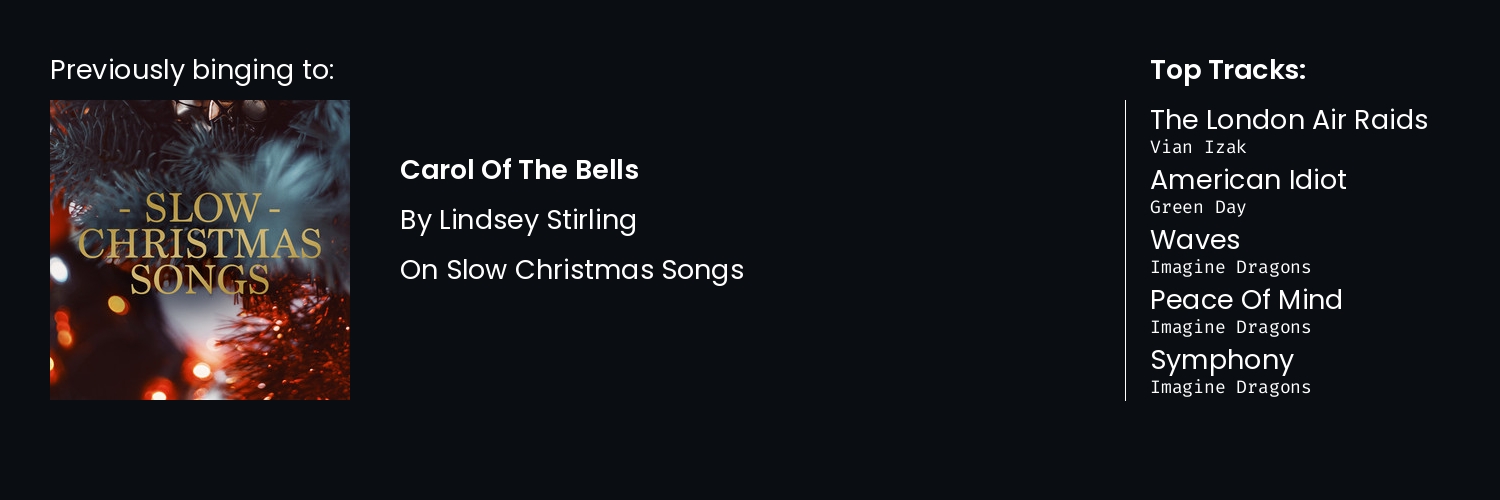 Previously binging to:
- SLOW -
CHRISTMAS
SONGS
Carol Of The Bells
By Lindsey Stirling
On Slow Christmas Songs
Top Tracks:
The London Air Raids
Vian Izak
American Idiot
Green Day
Waves
Imagine Dragons
Peace Of Mind
Imagine Dragons
Symphony
Imagine Dragons